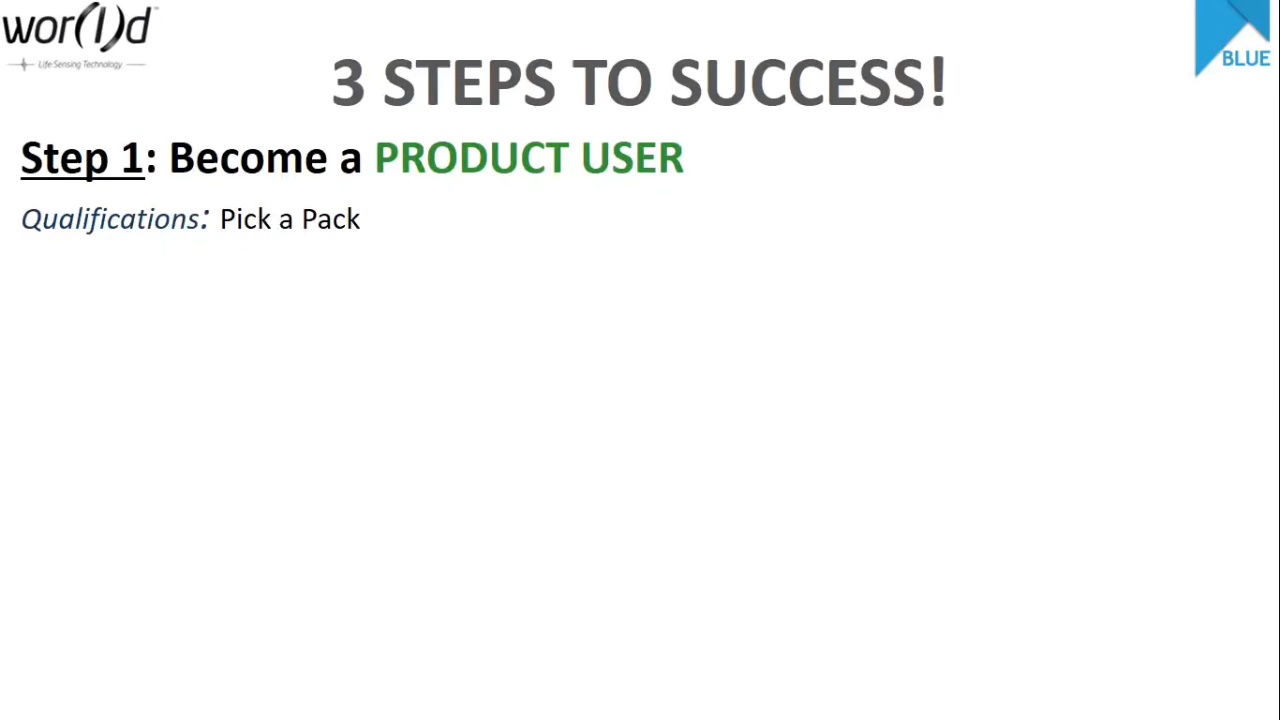 wor(l)d
Life Sensing Technology
BLUE
3 STEPS TO SUCCESS!
Step 1: Become a PRODUCT USER
Qualifications: Pick a Pack